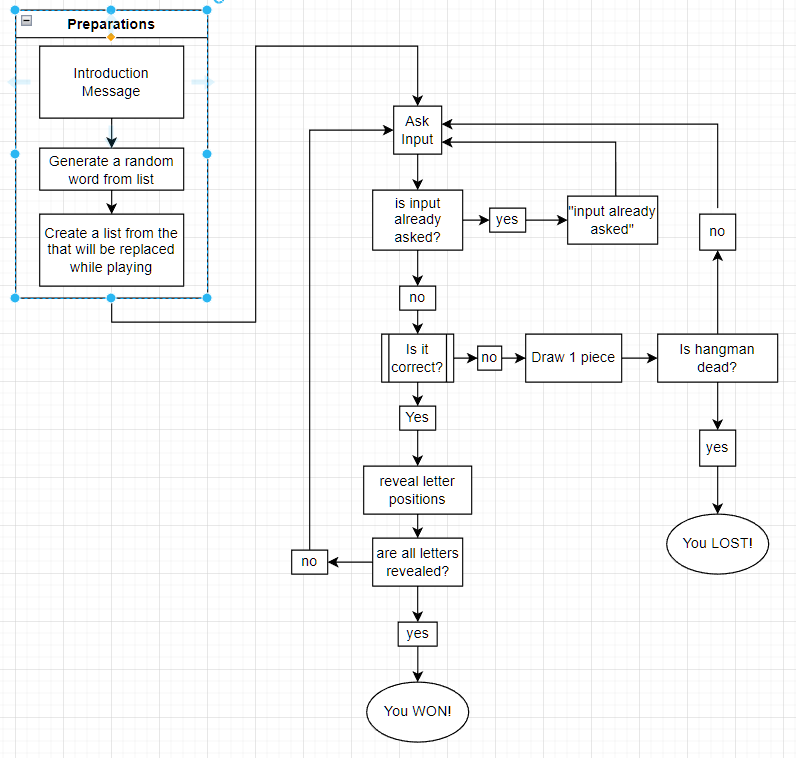 Preparations
Introduction
Message
Generate a random
word from list
Create a list from the
that will be replaced
while playing
Ask
Input
is input
already
asked?
yes
"input already
asked"
no
no
Is it
correct?
no
Draw 1 piece
Is hangman
dead?
Yes
yes
reveal letter
positions
You LOST!
are all letters
revealed?
no
yes
You WON!